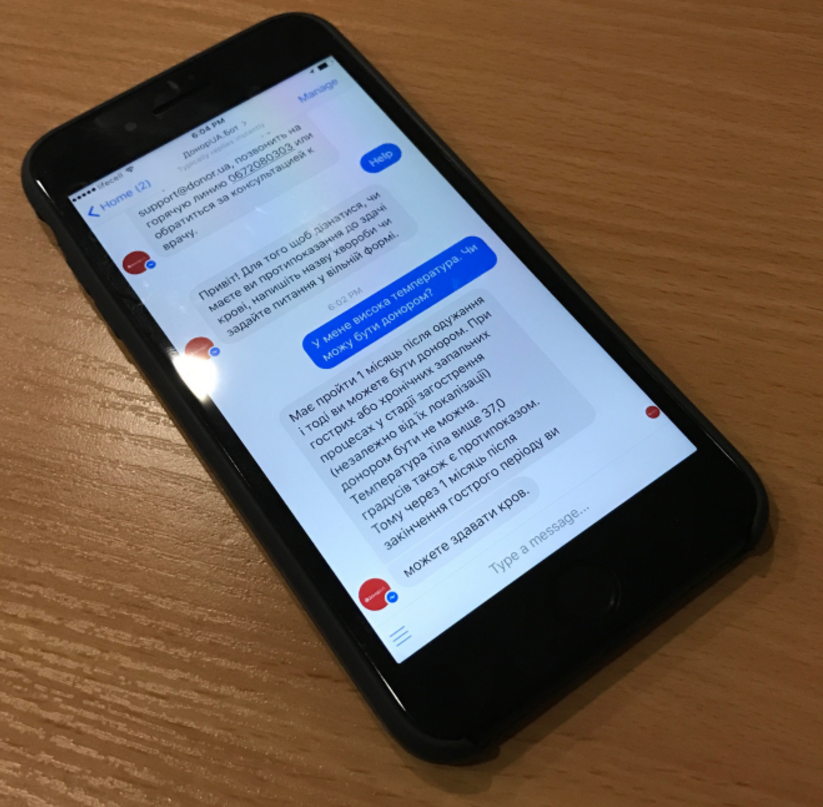 lifecell
6:04 PM
Home (2)
ДонорUA.Бот >
Typically replies instantly
Manage
support@donor.ua, позвонить на
горячую линию 0672080303 или
обратиться за консультацией к
врачу.
Help
Привіт! Для того щоб дізнатися, чи
маєте ви протипоказання до здачі
крові, напишіть назву хвороби чи
задайте питання у вільній формі.
6:02 PM
У мене висока температура. Чи
можу бути донором?
Має пройти 1 місяць після одужання
і тоді ви можете бути донором. При
гострих або хронічних запальних
процесах у стадії загострення
(незалежно від їх локалізації)
донором бути не можна.
Температура тіла вище 37,0
градусів також є протипоказом.
Тому через 1 місяць після
закінчення гострого періоду ви
можете здавати кров.
Type a message...